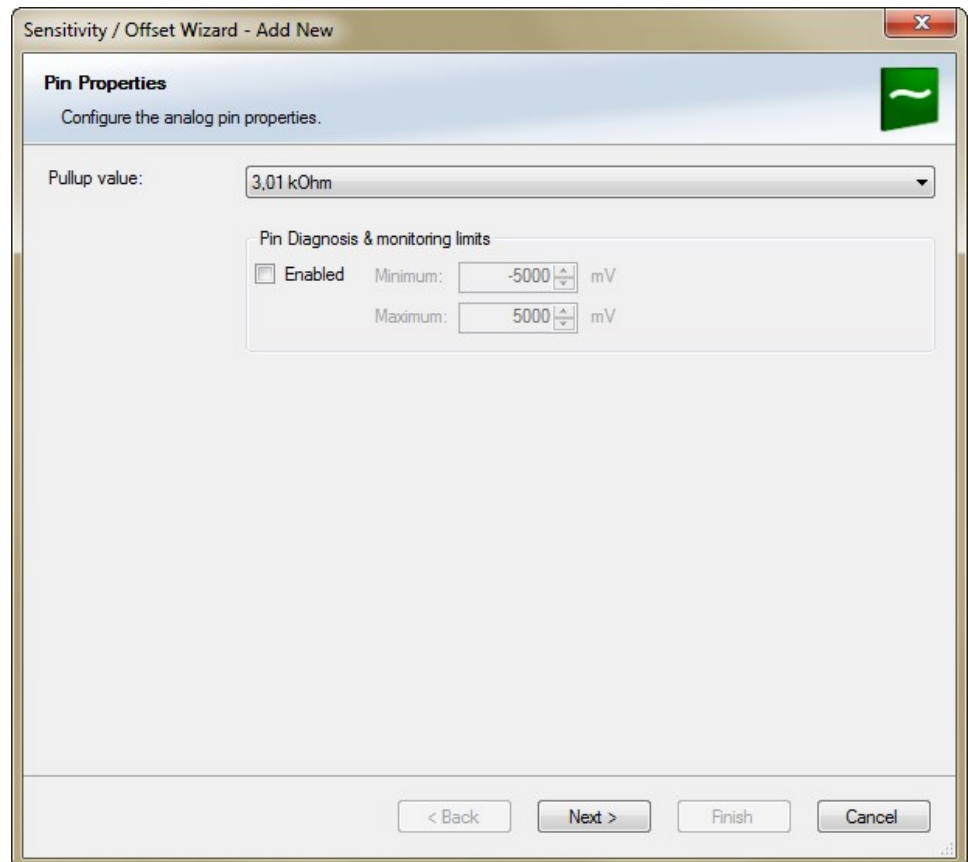 Sensitivity / Offset Wizard - Add New
Pin Properties
Configure the analog pin properties.
Pullup value: 3,01 kOhm
Pin Diagnosis & monitoring limits
Enabled Minimum: -5000 mV
Maximum: 5000 mV
< Back Next > Finish Cancel